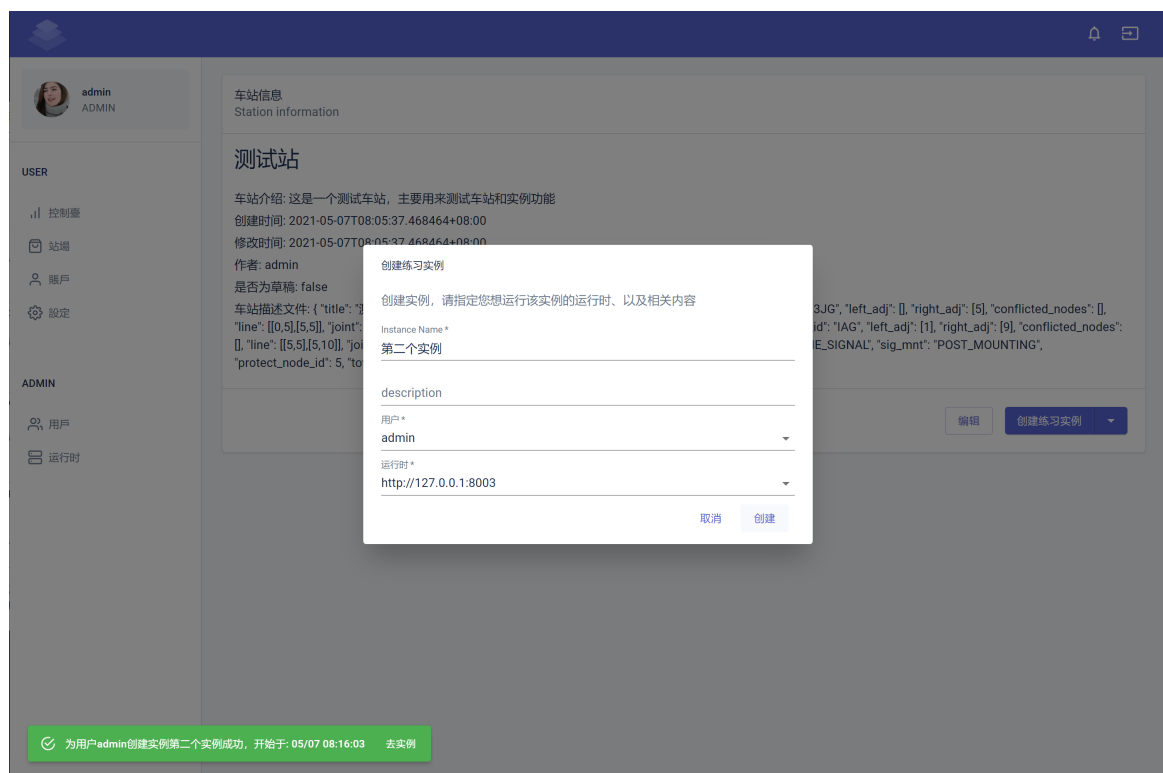 admin
ADMIN
USER
控制臺
站場
賬戶
設定
ADMIN
用戶
运行时
车站信息
Station information
测试站
车站介绍: 这是一个测试车站，主要用来测试车站和实例功能
创建时间: 2021-05-07T08:05:37.468464+08:00
修改时间: 2021-05-07T08:05:37.468464+08:00
作者: admin
是否为草稿: false
车站描述文件: { "title": 3JG", "left_adj": [], "right_adj": [5], "conflicted_nodes": [],
"line": [[0,5],[5,5]], "joint": id": "IAG", "left_adj": [1], "right_adj": [9], "conflicted_nodes":
[], "line": [[5,5],[5,10]], E_SIGNAL", "sig_mnt": "POST_MOUNTING",
"protect_node_id": 5,
编辑
创建练习实例
创建练习实例
创建实例，请指定您想运行该实例的运行时、以及相关内容
Instance Name *
第二个实例
description
用户 *
admin
运行时 *
http://127.0.0.1:8003
取消
创建
为用户admin创建实例第二个实例成功，开始于: 05/07 08:16:03
去实例